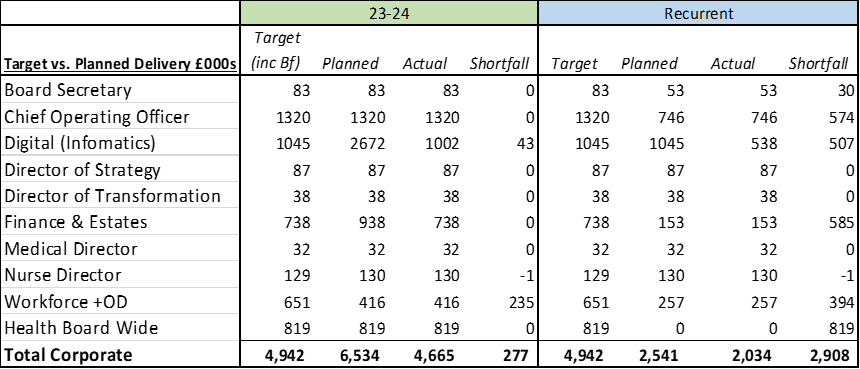 23-24 Recurrent
Target
Target vs. Planned Delivery £000s (inc Bf) Planned Actual Shortfall Target Planned Actual Shortfall
Board Secretary 83 83 83 0 83 53 53 30
Chief Operating Officer 1320 1320 1320 0 1320 746 746 574
Digital (Infomatics) 1045 2672 1002 43 1045 1045 538 507
Director of Strategy 87 87 87 0 87 87 87 0
Director of Transformation 38 38 38 0 38 38 38 0
Finance & Estates 738 938 738 0 738 153 153 585
Medical Director 32 32 32 0 32 32 32 0
Nurse Director 129 130 130 -1 129 130 130 -1
Workforce +OD 651 416 416 235 651 257 257 394
Health Board Wide 819 819 819 0 819 0 0 819
Total Corporate 4,942 6,534 4,665 277 4,942 2,541 2,034 2,908